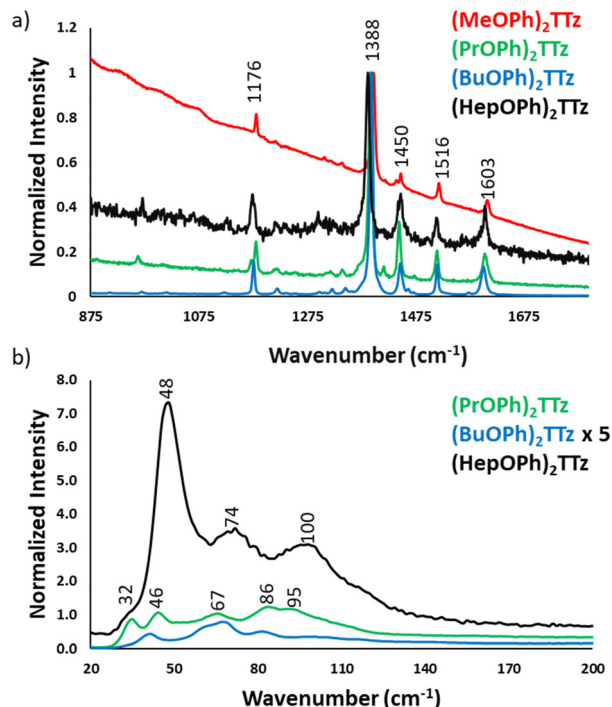 a)
1.2
1
0.8
0.6
0.4
0.2
0
Normalized Intensity
1176
1388
1450
1516
1603
(MeOPh)₂TTz
(PrOPh)₂TTz
(BuOPh)₂TTz
(HepOPh)₂TTz
875 1075 1275 1475 1675
Wavenumber (cm⁻¹)
b)
8.0
7.0
6.0
5.0
4.0
3.0
2.0
1.0
0.0
Normalized Intensity
48
74
100
32
46
67
86
95
(PrOPh)₂TTz
(BuOPh)₂TTz x 5
(HepOPh)₂TTz
20 50 80 110 140 170 200
Wavenumber (cm⁻¹)